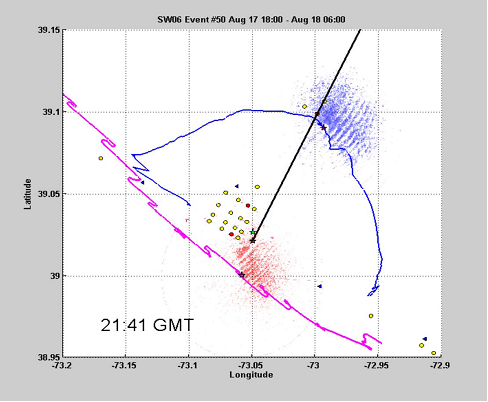 SW06 Event #50 Aug 17 18:00 - Aug 18 06:00
39.15
39.1
39.05
39
38.95
Latitude
21:41 GMT
-73.2 -73.15 -73.1 -73.05 -73 -72.95 -72.9
Longitude